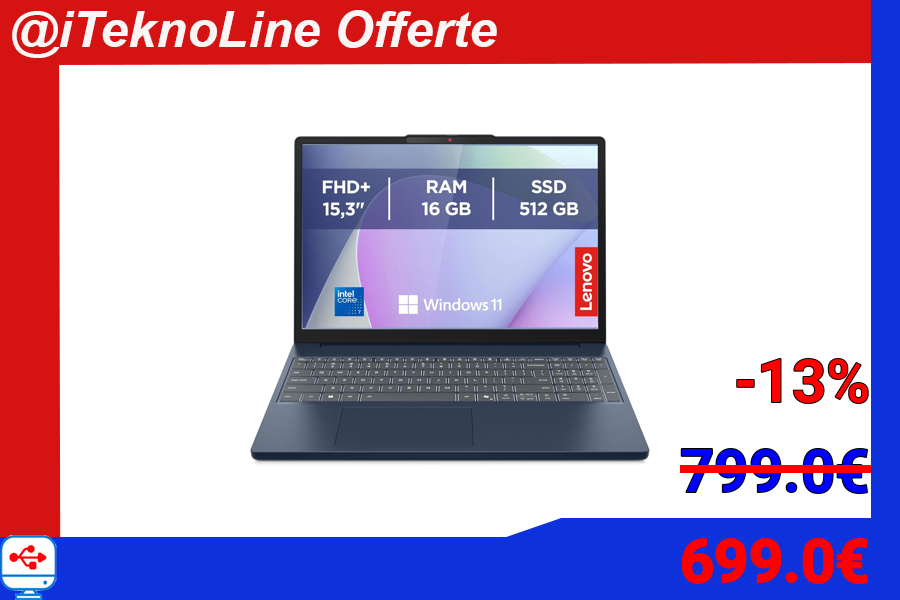 @iTeknoLine Offerte
FHD+
15,3"
RAM
16 GB
SSD
512 GB
Lenovo
intel
CORE
7
Windows 11
-13%
799.0€
699.0€